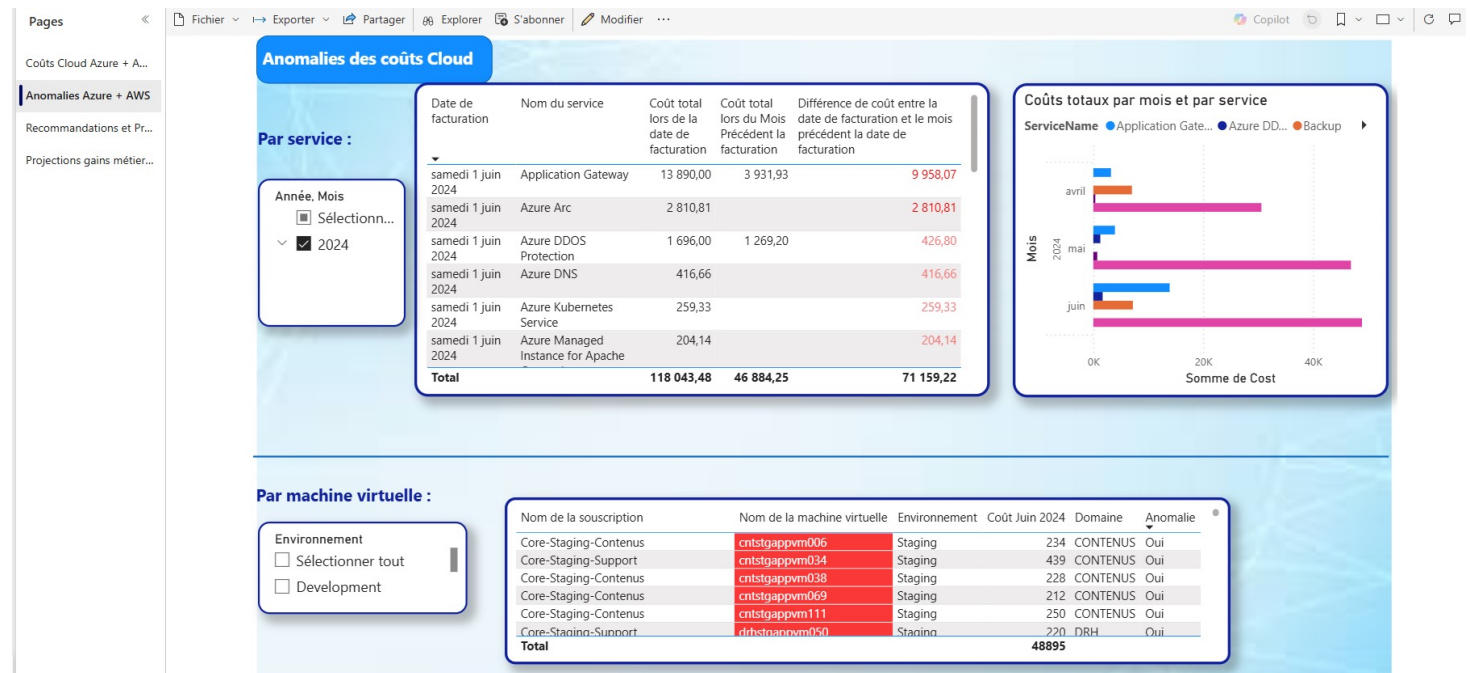 Pages
Fichier Exporter Partager Explorer S'abonner Modifier ... Copilot
Coûts Cloud Azure + A...
Anomalies Azure + AWS
Recommandations et Pr...
Projections gains métier...
Anomalies des coûts Cloud
Par service :
Année, Mois
Sélectionn...
2024
Date de facturation
Nom du service
Coût total lors de la date de facturation
Coût total lors du Mois Précédent la facturation
Différence de coût entre la date de facturation et le mois précédent la date de facturation
samedi 1 juin 2024 Application Gateway 13 890,00 3 931,93 9 958,07
samedi 1 juin 2024 Azure Arc 2 810,81 2 810,81
samedi 1 juin 2024 Azure DDOS Protection 1 696,00 1 269,20 426,80
samedi 1 juin 2024 Azure DNS 416,66 416,66
samedi 1 juin 2024 Azure Kubernetes Service 259,33 259,33
samedi 1 juin 2024 Azure Managed Instance for Apache 204,14 204,14
Total 118 043,48 46 884,25 71 159,22
Coûts totaux par mois et par service
ServiceName Application Gate... Azure DD... Backup
Mois
2024
avril
mai
juin
0K 20K 40K
Somme de Cost
Par machine virtuelle :
Environnement
Sélectionner tout
Development
Nom de la souscription Nom de la machine virtuelle Environnement Coût Juin 2024 Domaine Anomalie
Core-Staging-Contenus cntstgappvm006 Staging 234 CONTENUS Oui
Core-Staging-Support cntstgappvm034 Staging 439 CONTENUS Oui
Core-Staging-Contenus cntstgappvm038 Staging 228 CONTENUS Oui
Core-Staging-Contenus cntstgappvm069 Staging 212 CONTENUS Oui
Core-Staging-Contenus cntstgappvm111 Staging 250 CONTENUS Oui
Core-Staging-Support drhstgappvm050 Staging 220 DRH Oui
Total 48895